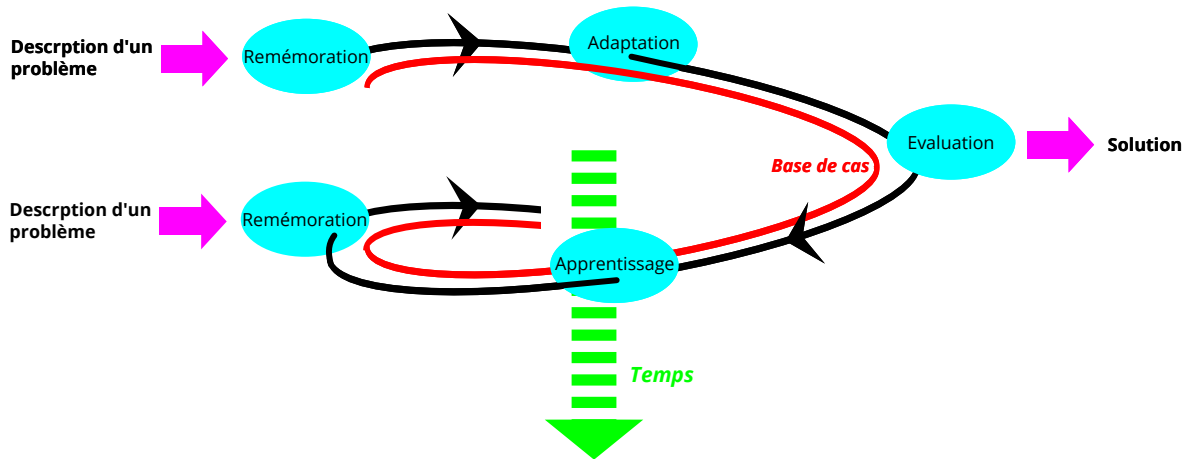 Descrption d'un
problème
Remémoration
Adaptation
Evaluation
Solution
Base de cas
Descrption d'un
problème
Remémoration
Apprentissage
Temps